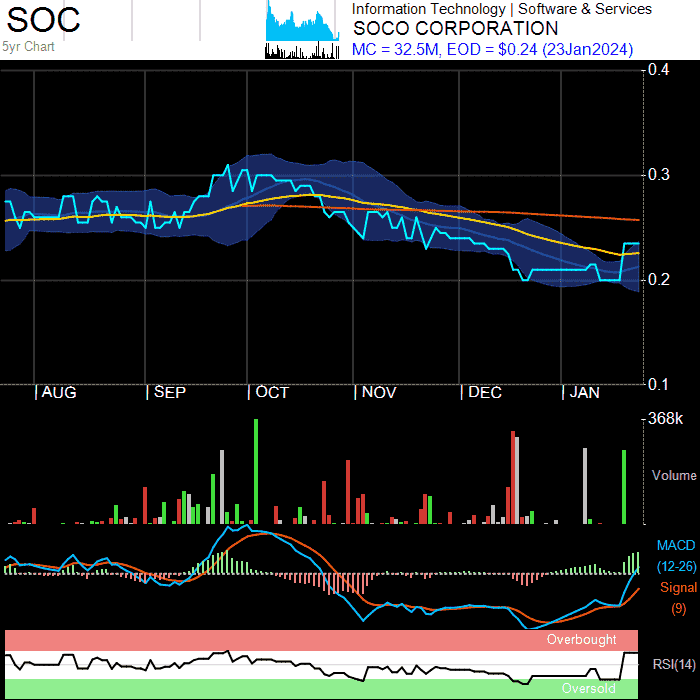 SOC
5yr Chart
Information Technology | Software & Services
SOCO CORPORATION
MC = 32.5M, EOD = $0.24 (23Jan2024)
0.4
0.3
0.2
0.1
AUG
SEP
OCT
NOV
DEC
JAN
368k
Volume
MACD
(12-26)
Signal
(9)
Overbought
RSI(14)
Oversold